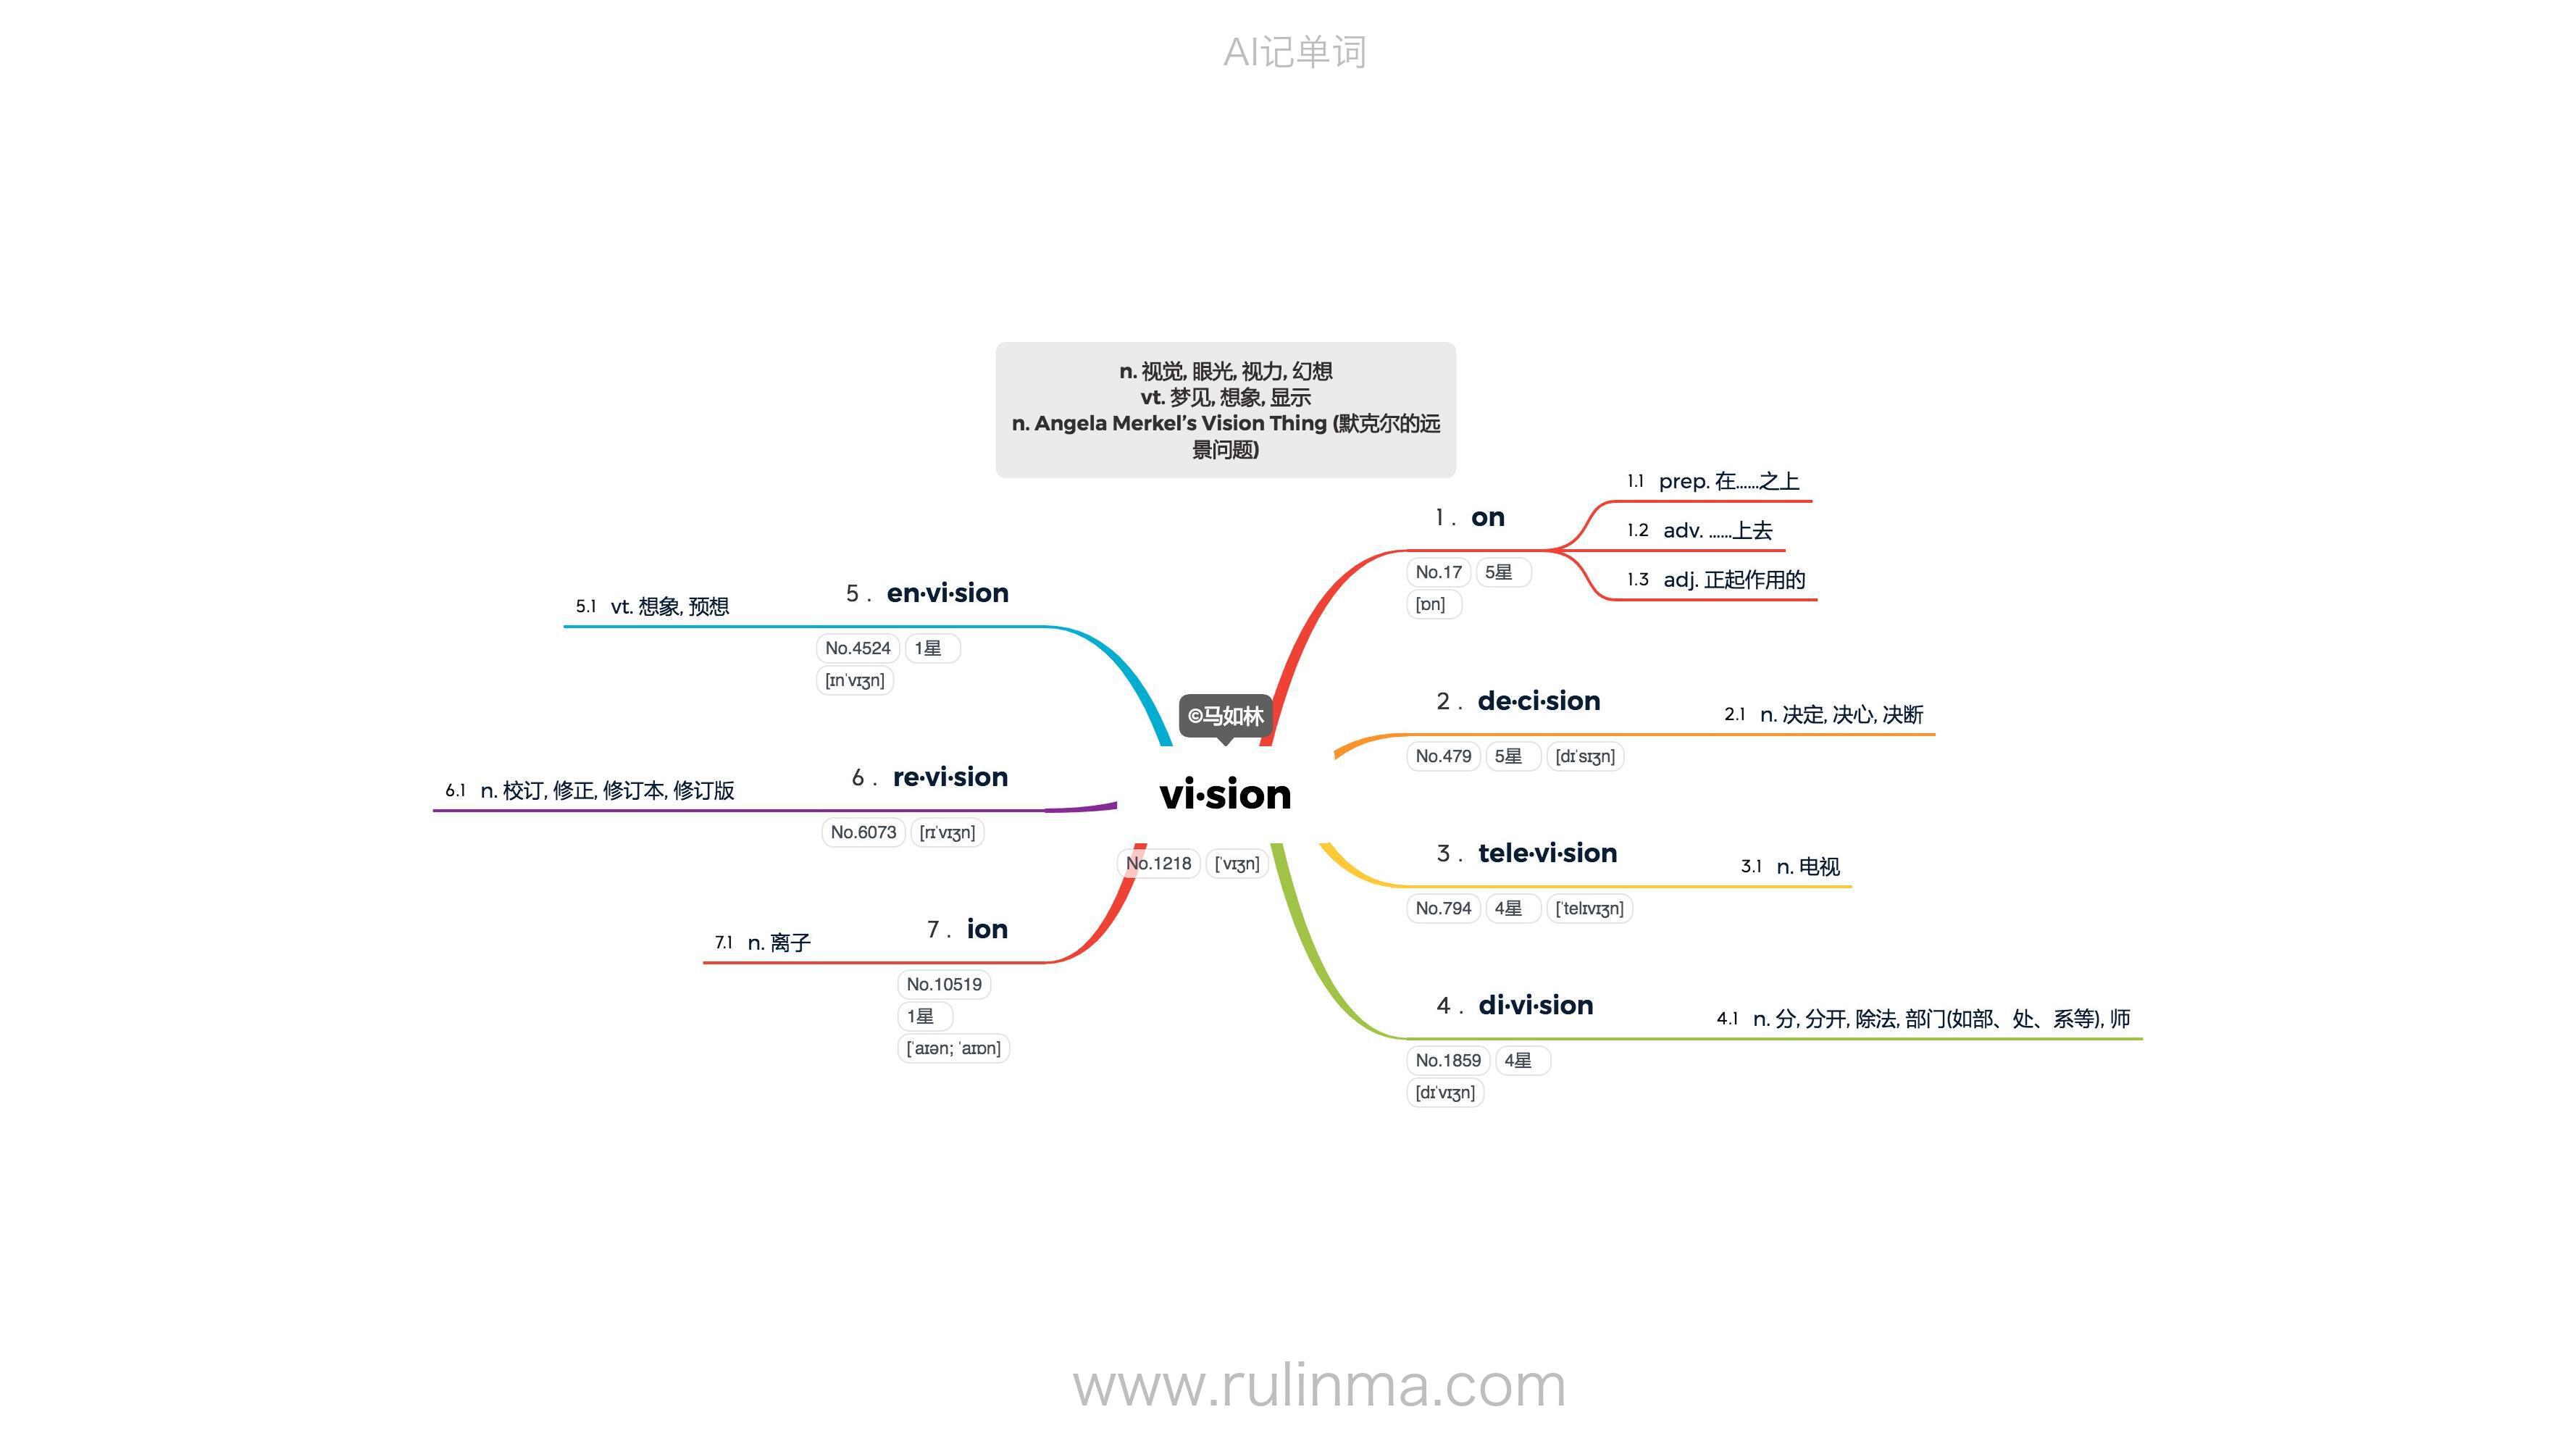 AI记单词
n. 视觉, 眼光, 视力, 幻想
vt. 梦见, 想象, 显示
n. Angela Merkel’s Vision Thing (默克尔的远
景问题)
©马如林
vi·sion
No.1218 [ˈvɪʒn]
1 . on
No.17 5星
[ɒn]
1.1 prep. 在……之上
1.2 adv. ……上去
1.3 adj. 正起作用的
2 . de·ci·sion
No.479 5星 [dɪˈsɪʒn]
2.1 n. 决定, 决心, 决断
3 . tele·vi·sion
No.794 4星 [ˈtelɪvɪʒn]
3.1 n. 电视
4 . di·vi·sion
No.1859 4星
[dɪˈvɪʒn]
4.1 n. 分, 分开, 除法, 部门(如部、处、系等), 师
5 . en·vi·sion
No.4524 1星
[ɪnˈvɪʒn]
5.1 vt. 想象, 预想
6 . re·vi·sion
No.6073 [rɪˈvɪʒn]
6.1 n. 校订, 修正, 修订本, 修订版
7 . ion
No.10519
1星
[ˈaɪən; ˈaɪɒn]
7.1 n. 离子
www.rulinma.com